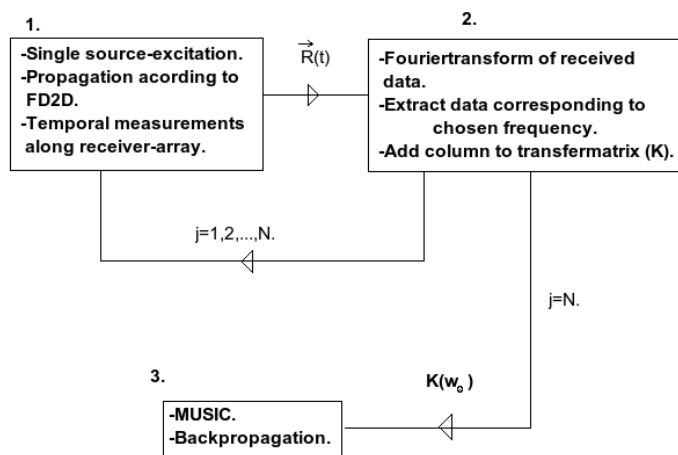 1.
-Single source-excitation.
-Propagation acording to
FD2D.
-Temporal measurements
along receiver-array.
R(t)
2.
-Fouriertransform of received
data.
-Extract data corresponding to
chosen frequency.
-Add column to transfermatrix (K).
j=1,2,...,N.
j=N.
3.
-MUSIC.
-Backpropagation.
K(w₀)